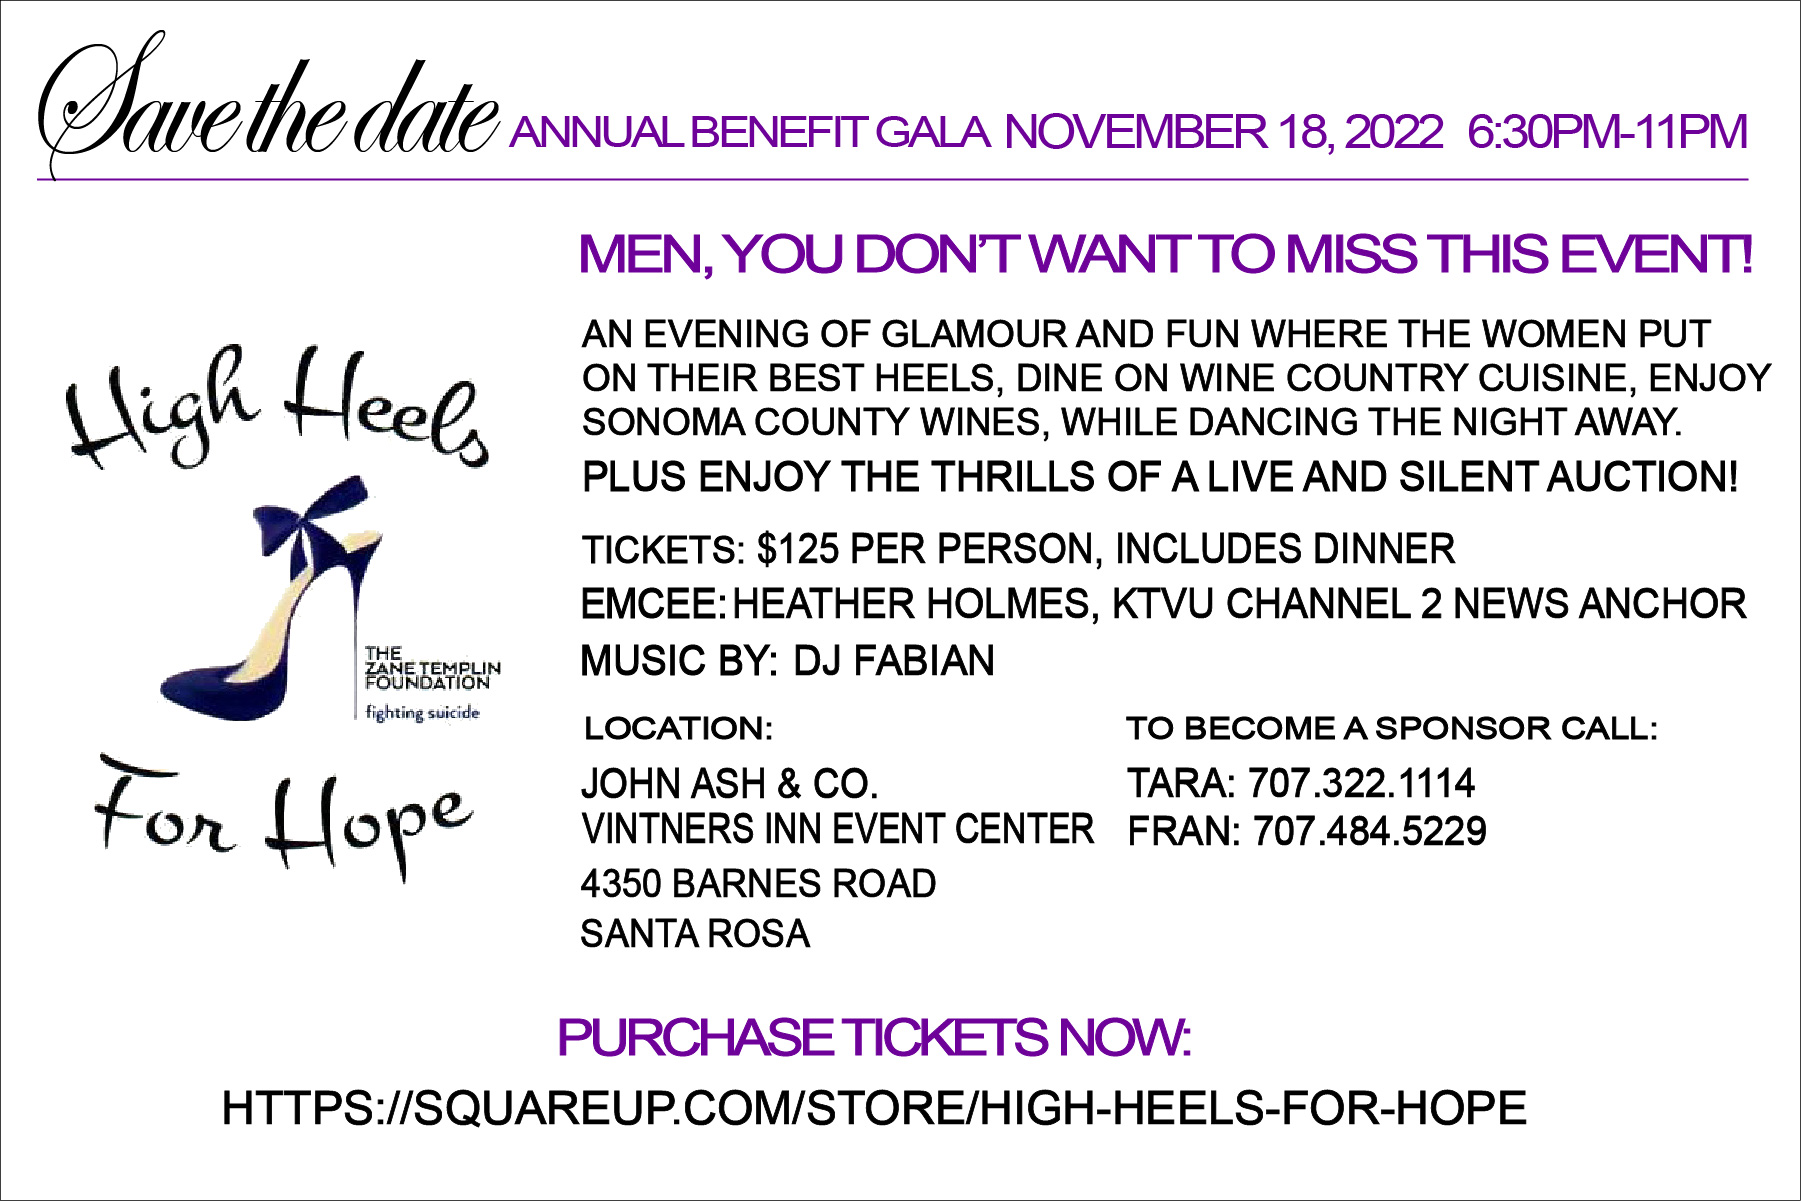 Save the date ANNUAL BENEFIT GALA NOVEMBER 18, 2022 6:30PM-11PM
MEN, YOU DON'T WANT TO MISS THIS EVENT!
AN EVENING OF GLAMOUR AND FUN WHERE THE WOMEN PUT
ON THEIR BEST HEELS, DINE ON WINE COUNTRY CUISINE, ENJOY
SONOMA COUNTY WINES, WHILE DANCING THE NIGHT AWAY.
PLUS ENJOY THE THRILLS OF A LIVE AND SILENT AUCTION!
TICKETS: $125 PER PERSON, INCLUDES DINNER
EMCEE: HEATHER HOLMES, KTVU CHANNEL 2 NEWS ANCHOR
MUSIC BY: DJ FABIAN
High Heels
THE
ZANE TEMPLIN
FOUNDATION
fighting suicide
For Hope
LOCATION:
JOHN ASH & CO.
VINTNERS INN EVENT CENTER
4350 BARNES ROAD
SANTA ROSA
TO BECOME A SPONSOR CALL:
TARA: 707.322.1114
FRAN: 707.484.5229
PURCHASE TICKETS NOW:
HTTPS://SQUAREUP.COM/STORE/HIGH-HEELS-FOR-HOPE